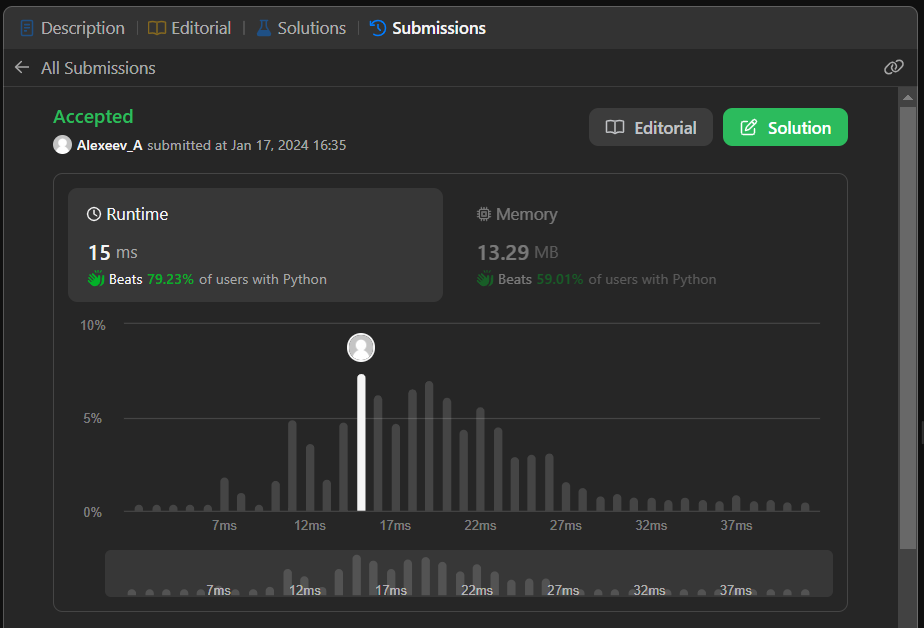 Description Editorial Solutions Submissions
All Submissions
Accepted
Alexeev_A submitted at Jan 17, 2024 16:35
Editorial
Solution
Runtime
15 ms
Beats 79.23% of users with Python
Memory
13.29 MB
Beats 59.01% of users with Python
10%
5%
0%
7ms 12ms 17ms 22ms 27ms 32ms 37ms
7ms 12ms 17ms 22ms 27ms 32ms 37ms